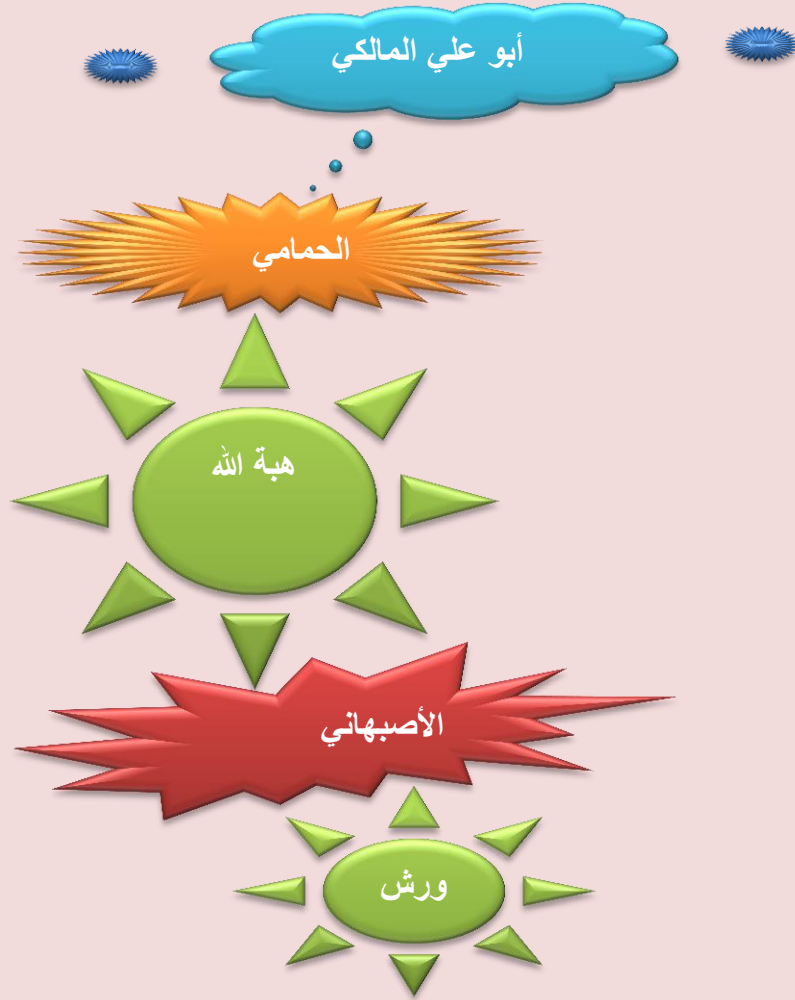 أبو علي المالكي
الحمامي
هبة الله
الأصبهاني
ورش